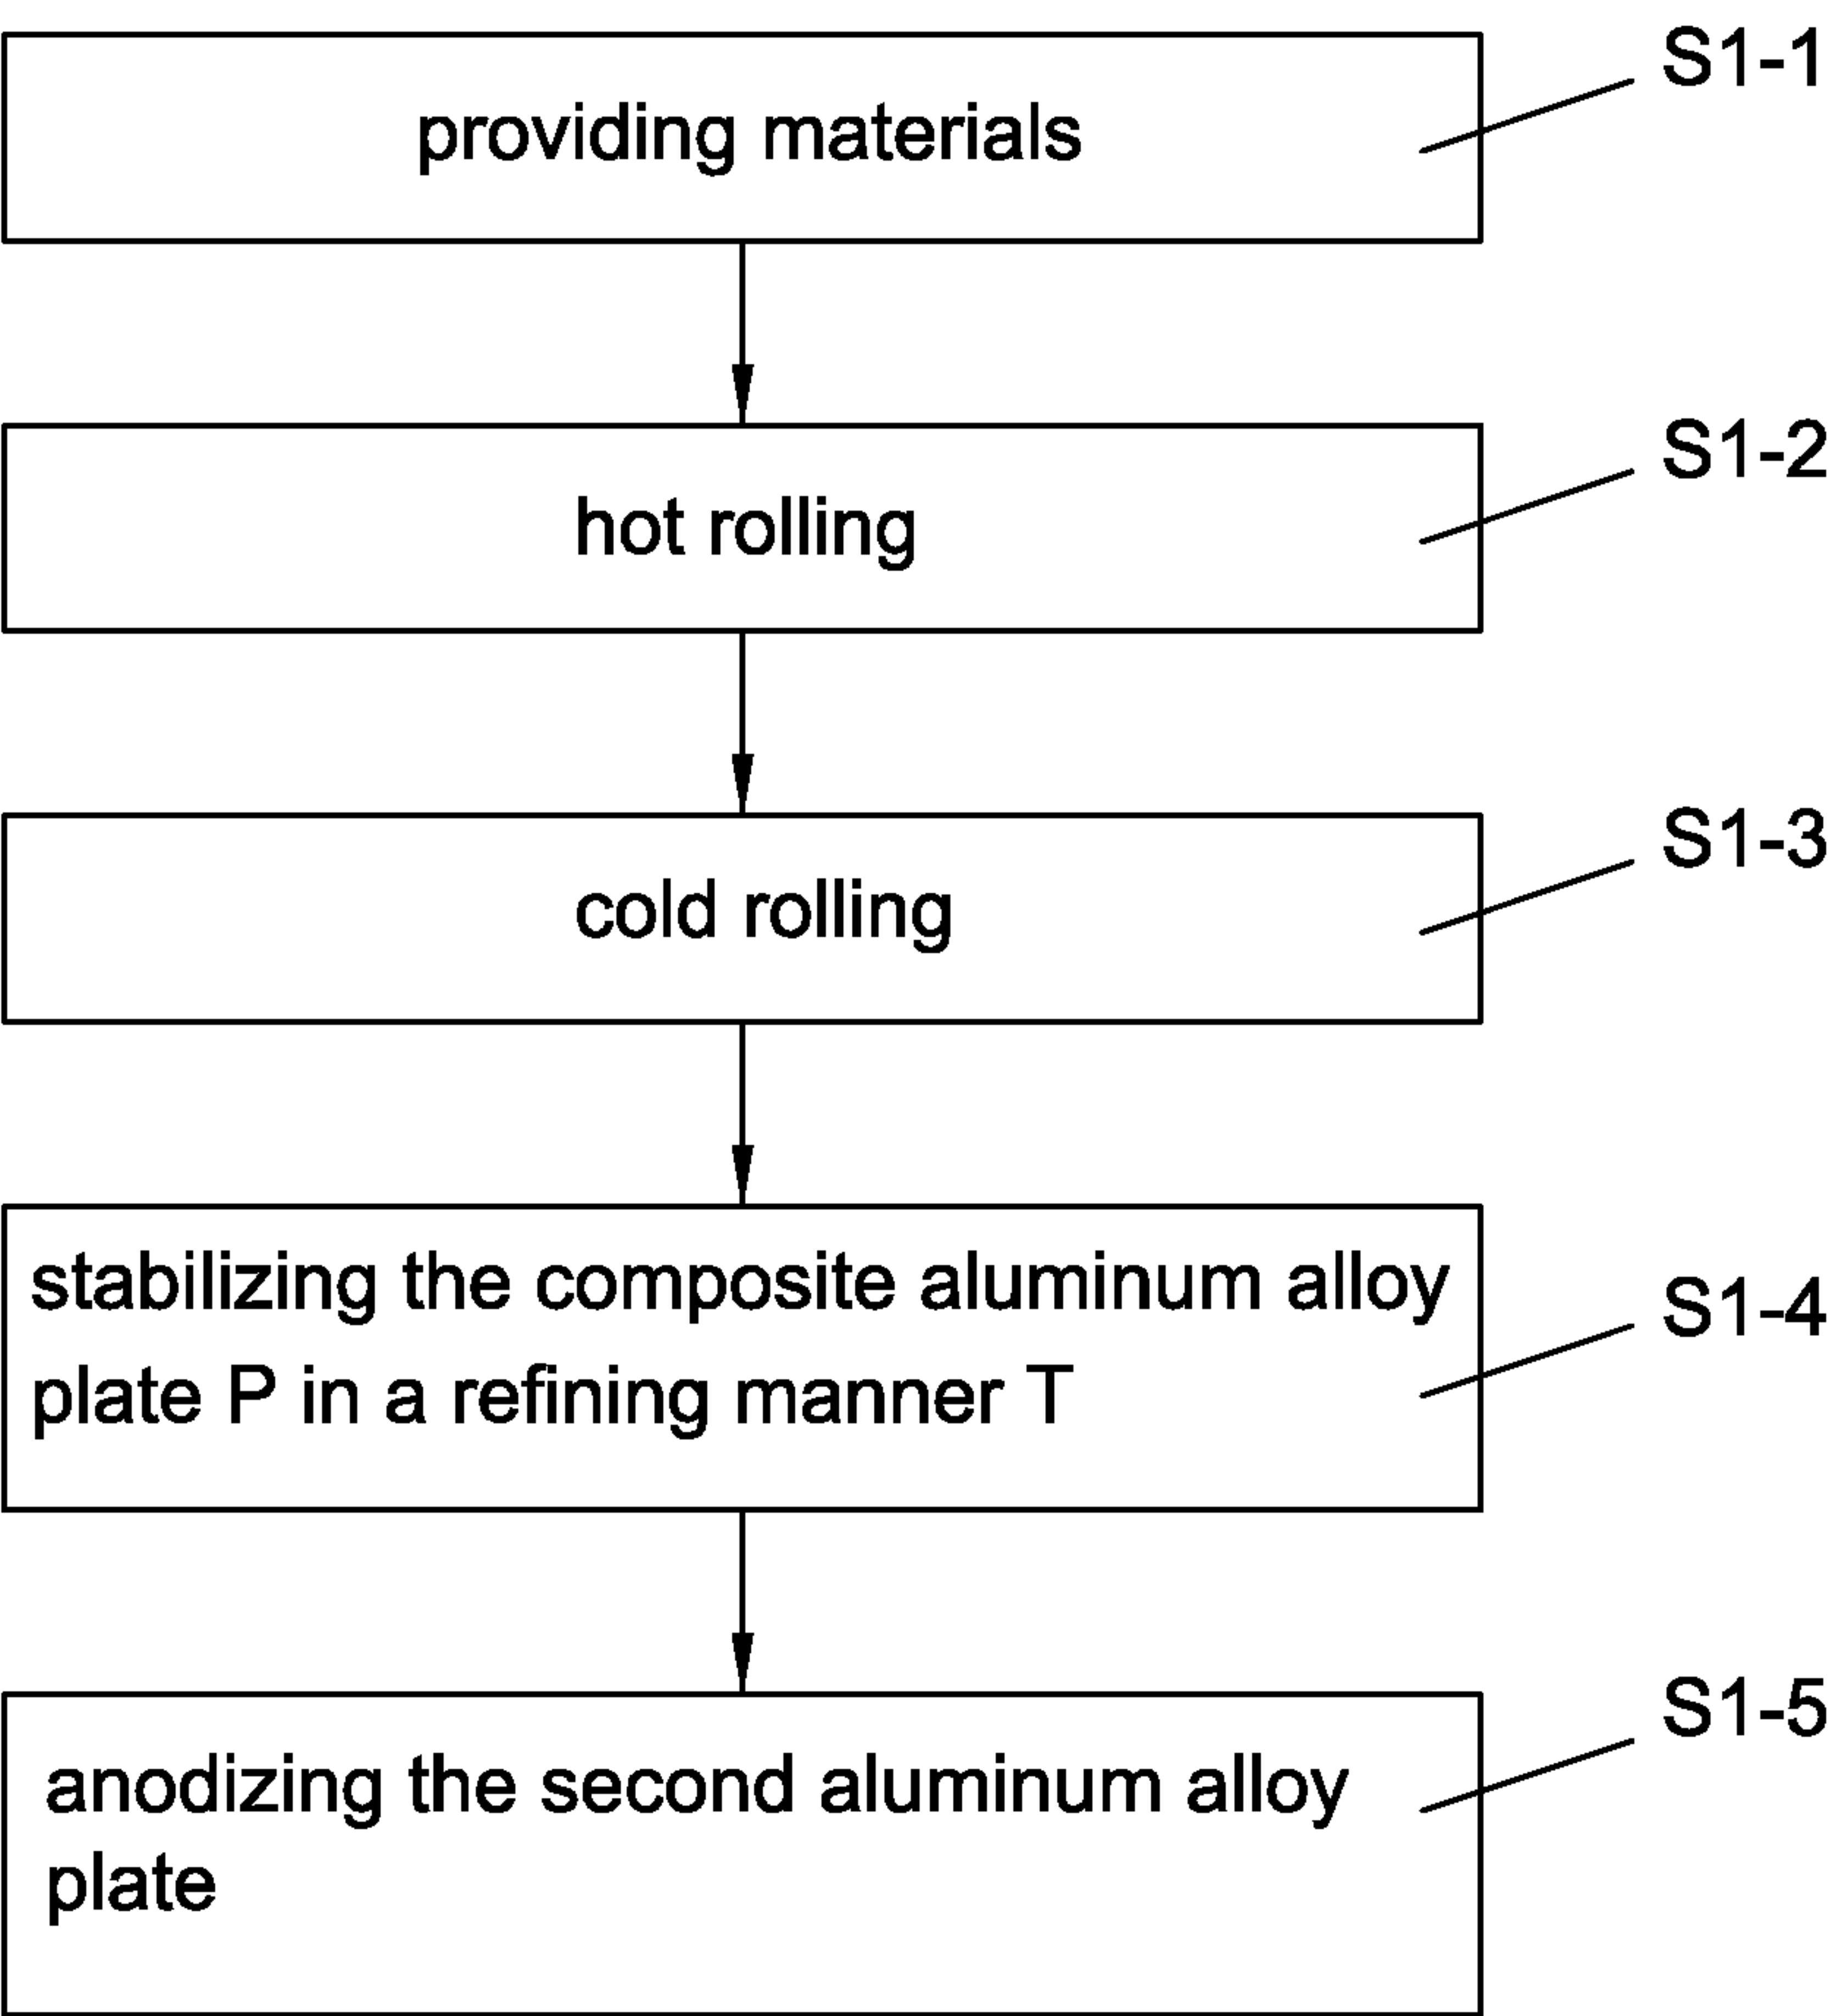 providing materials
S1-1
hot rolling
S1-2
cold rolling
S1-3
stabilizing the composite aluminum alloy
plate P in a refining manner T
S1-4
anodizing the second aluminum alloy
plate
S1-5